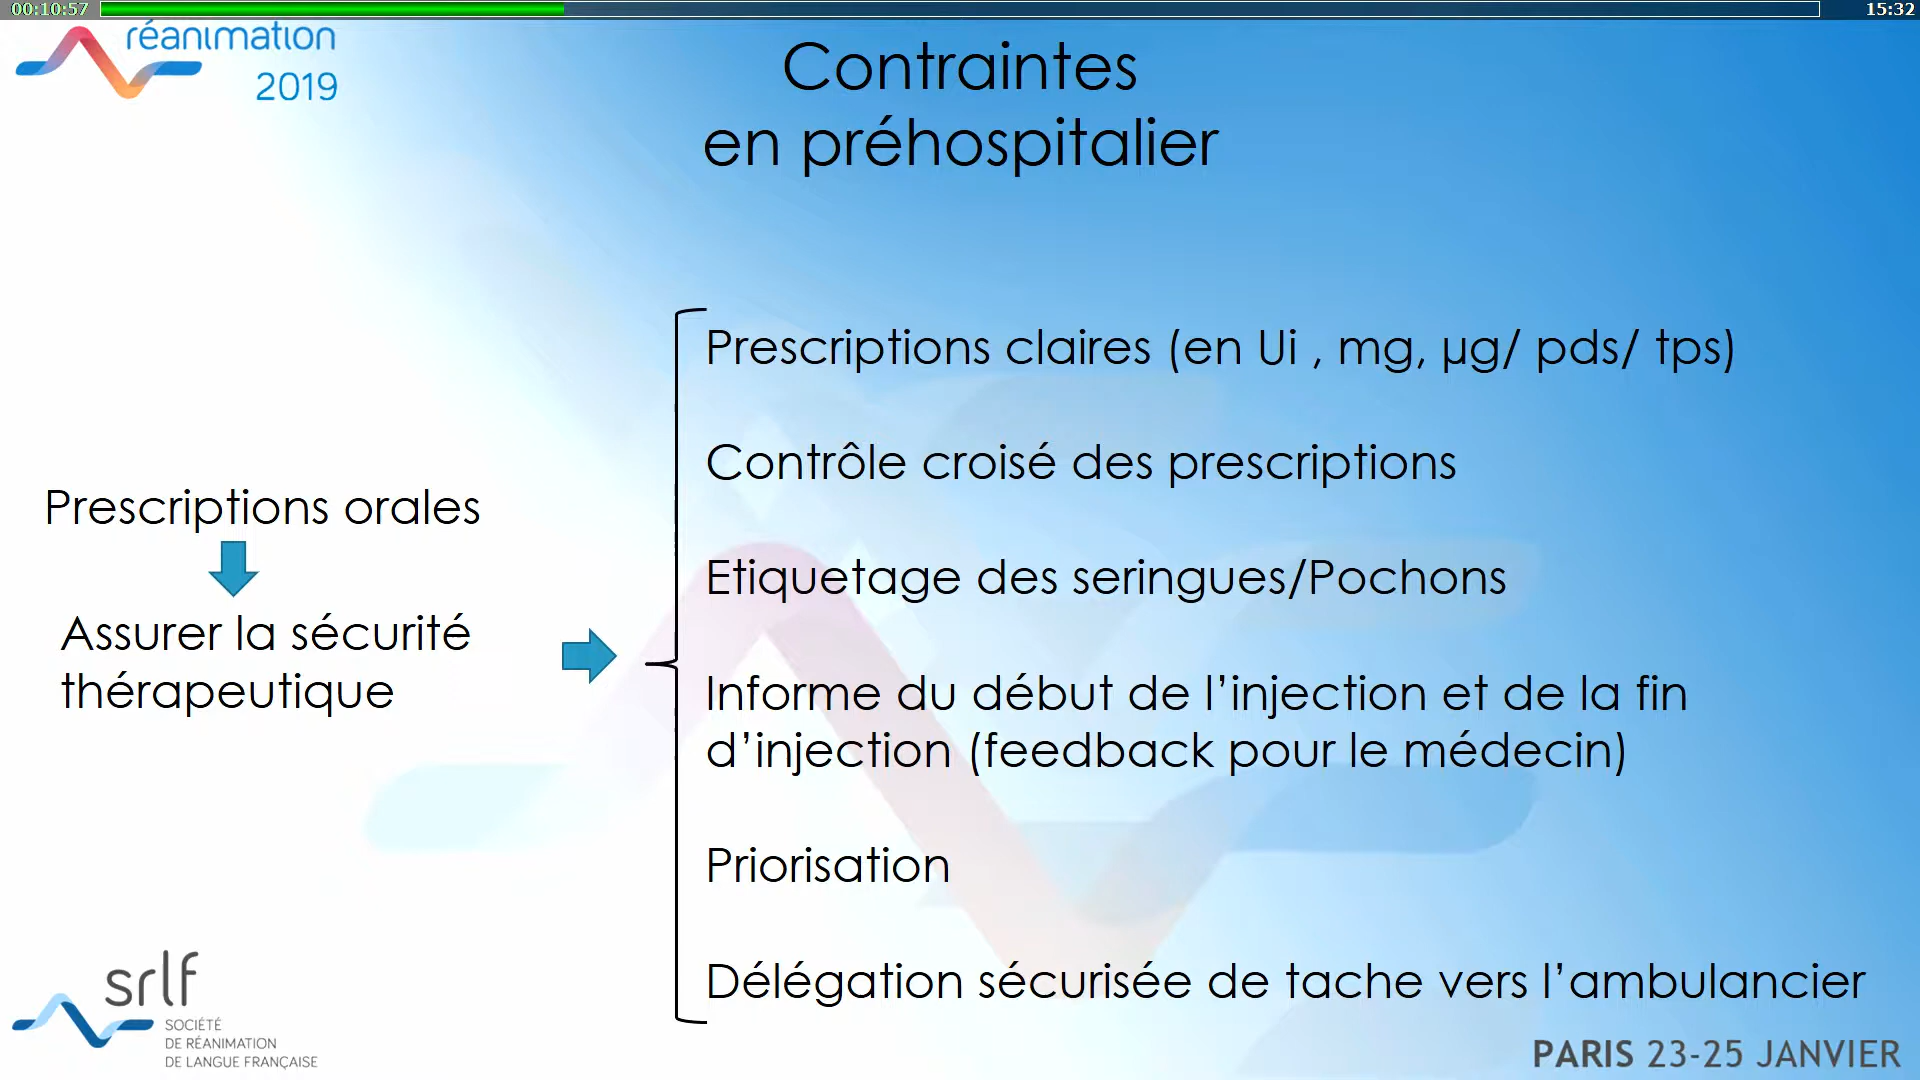 00:10:57
15:32
réanimation
2019
Contraintes
en préhospitalier
Prescriptions orales
Assurer la sécurité
thérapeutique
Prescriptions claires (en Ui , mg, µg/ pds/ tps)
Contrôle croisé des prescriptions
Etiquetage des seringues/Pochons
Informe du début de l’injection et de la fin
d’injection (feedback pour le médecin)
Priorisation
Délégation sécurisée de tache vers l’ambulancier
srlf
SOCIÉTÉ
DE RÉANIMATION
DE LANGUE FRANÇAISE
PARIS 23-25 JANVIER